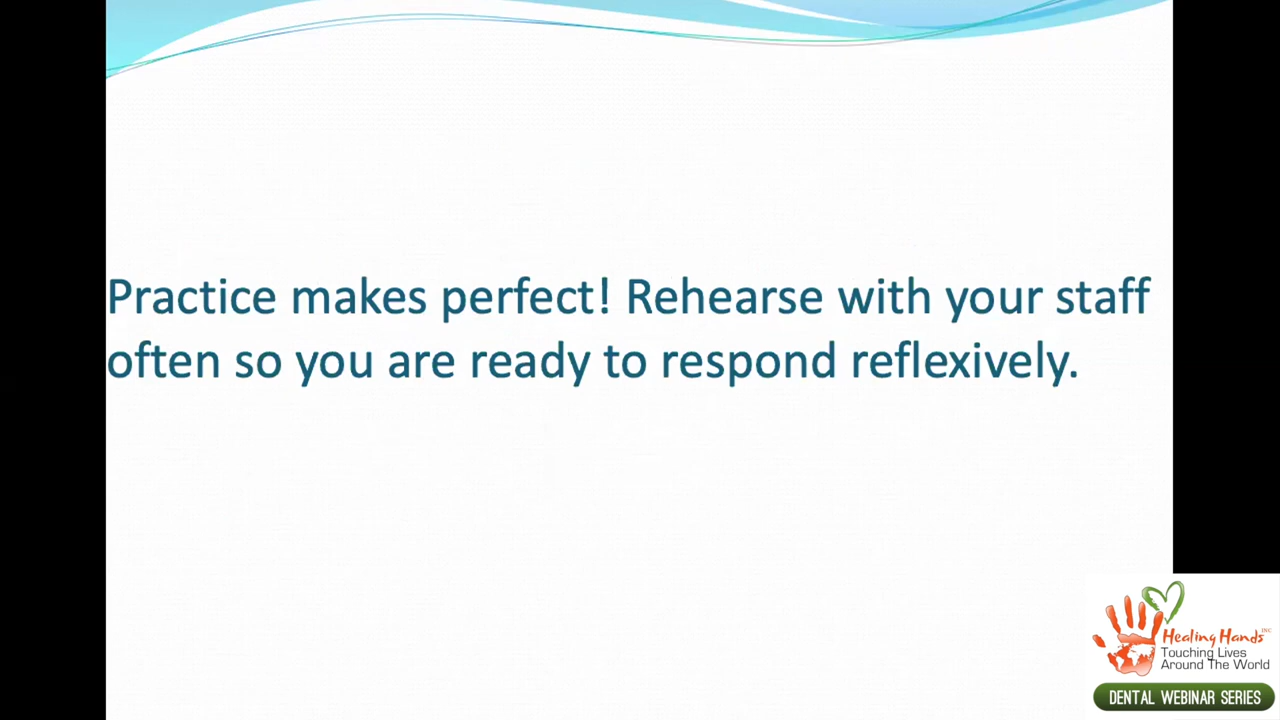 Practice makes perfect! Rehearse with your staff
often so you are ready to respond reflexively.
Healing Hands INC
Touching Lives
Around The World
DENTAL WEBINAR SERIES